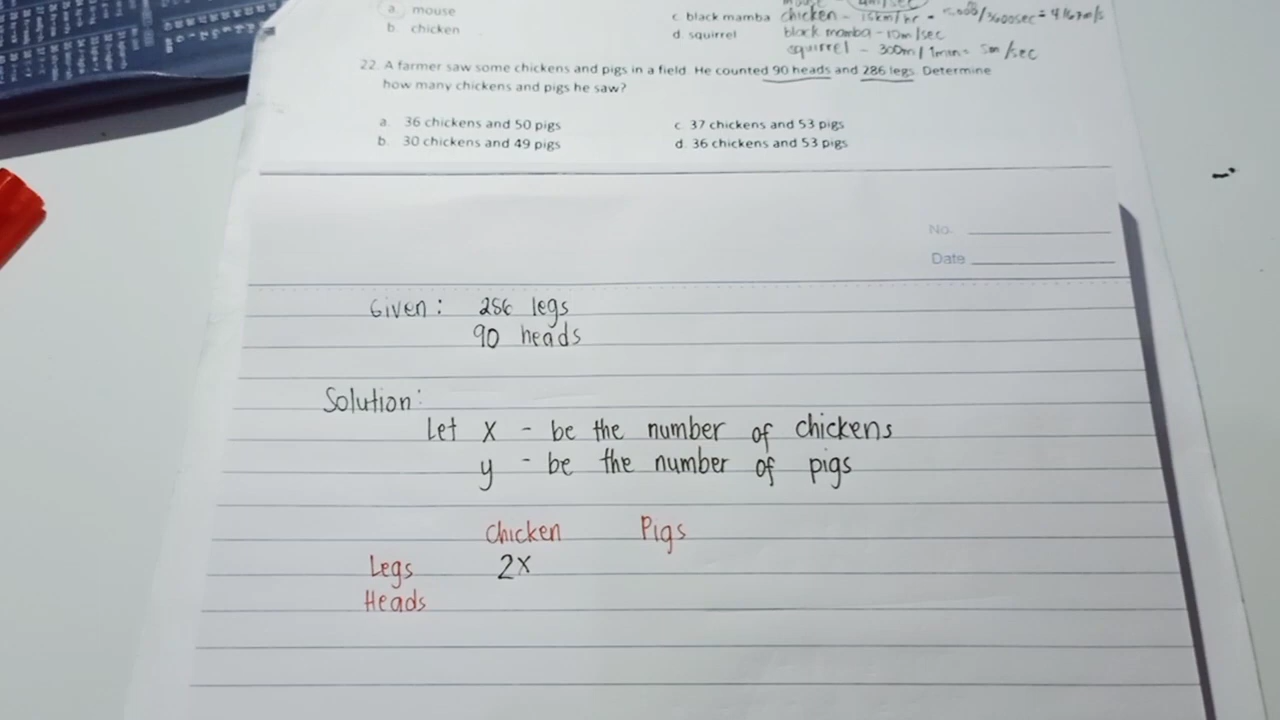 a. mouse
b. chicken
c. black mamba
d. squirrel
chicken - 15km/hr =
black mamba - 10m/sec
squirrel - 300m/1min = 5m/sec
22. A farmer saw some chickens and pigs in a field. He counted 90 heads and 286 legs. Determine
how many chickens and pigs he saw?
a. 36 chickens and 50 pigs
b. 30 chickens and 49 pigs
c. 37 chickens and 53 pigs
d. 36 chickens and 53 pigs
No.
Date
Given: 286 legs
90 heads
Solution:
Let x - be the number of chickens
y - be the number of pigs
Chicken Pigs
Legs 2x
Heads